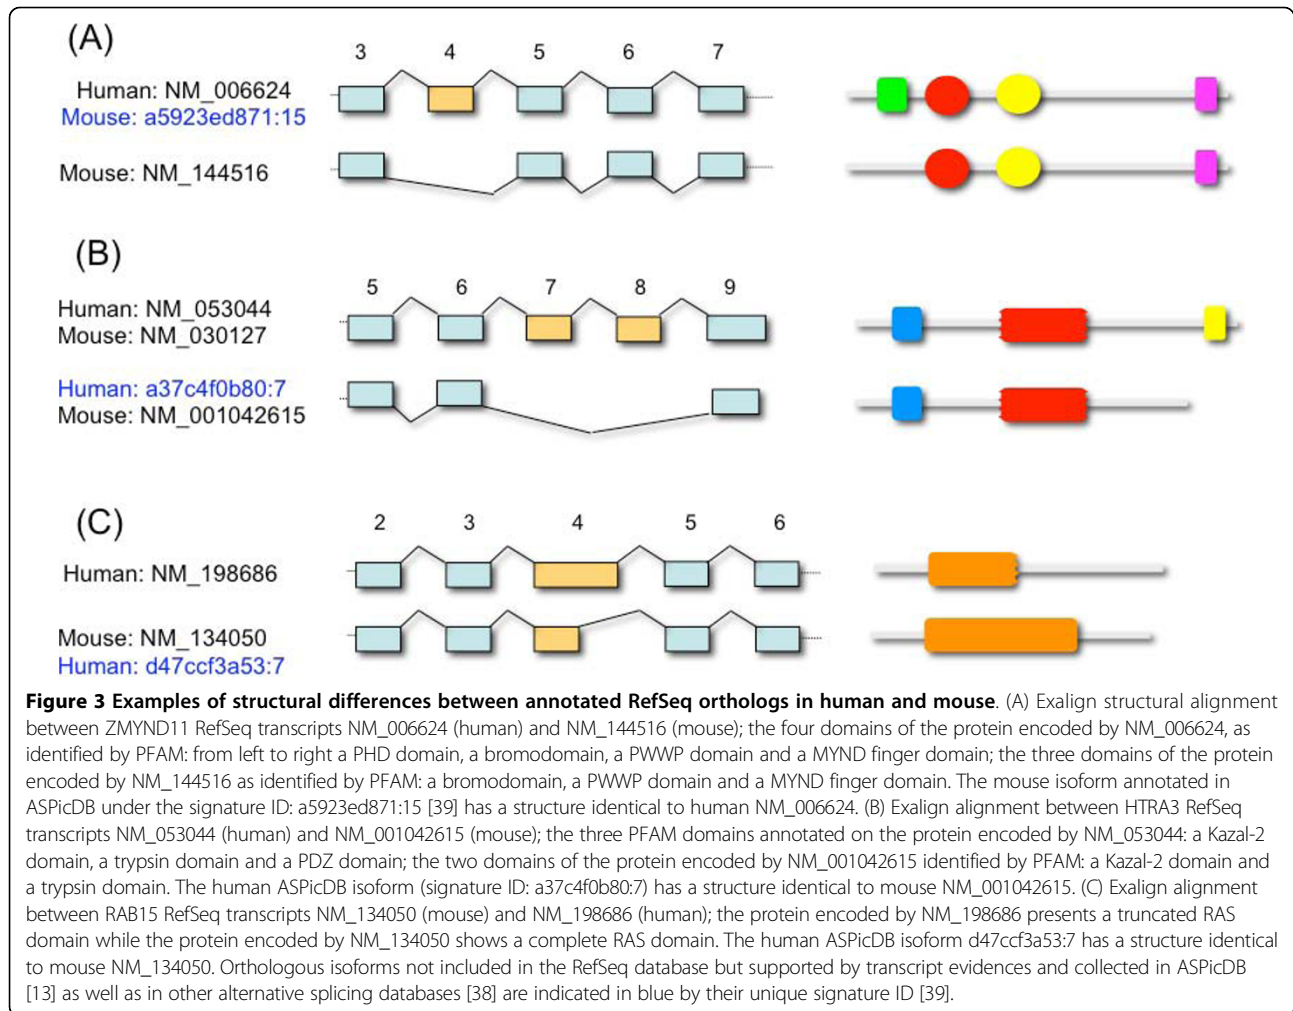 (A)
3 4 5 6 7
Human: NM_006624
Mouse: a5923ed871:15
Mouse: NM_144516
(B)
5 6 7 8 9
Human: NM_053044
Mouse: NM_030127
Human: a37c4f0b80:7
Mouse: NM_001042615
(C)
2 3 4 5 6
Human: NM_198686
Mouse: NM_134050
Human: d47ccf3a53:7
Figure 3 Examples of structural differences between annotated RefSeq orthologs in human and mouse. (A) Exalign structural alignment
between ZMYND11 RefSeq transcripts NM_006624 (human) and NM_144516 (mouse); the four domains of the protein encoded by NM_006624, as
identified by PFAM: from left to right a PHD domain, a bromodomain, a PWWP domain and a MYND finger domain; the three domains of the protein
encoded by NM_144516 as identified by PFAM: a bromodomain, a PWWP domain and a MYND finger domain. The mouse isoform annotated in
ASPicDB under the signature ID: a5923ed871:15 [39] has a structure identical to human NM_006624. (B) Exalign alignment between HTRA3 RefSeq
transcripts NM_053044 (human) and NM_001042615 (mouse); the three PFAM domains annotated on the protein encoded by NM_053044: a Kazal-2
domain, a trypsin domain and a PDZ domain; the two domains of the protein encoded by NM_001042615 identified by PFAM: a Kazal-2 domain and
a trypsin domain. The human ASPicDB isoform (signature ID: a37c4f0b80:7) has a structure identical to mouse NM_001042615. (C) Exalign alignment
between RAB15 RefSeq transcripts NM_134050 (mouse) and NM_198686 (human); the protein encoded by NM_198686 presents a truncated RAS
domain while the protein encoded by NM_134050 shows a complete RAS domain. The human ASPicDB isoform d47ccf3a53:7 has a structure identical
to mouse NM_134050. Orthologous isoforms not included in the RefSeq database but supported by transcript evidences and collected in ASPicDB
[13] as well as in other alternative splicing databases [38] are indicated in blue by their unique signature ID [39].